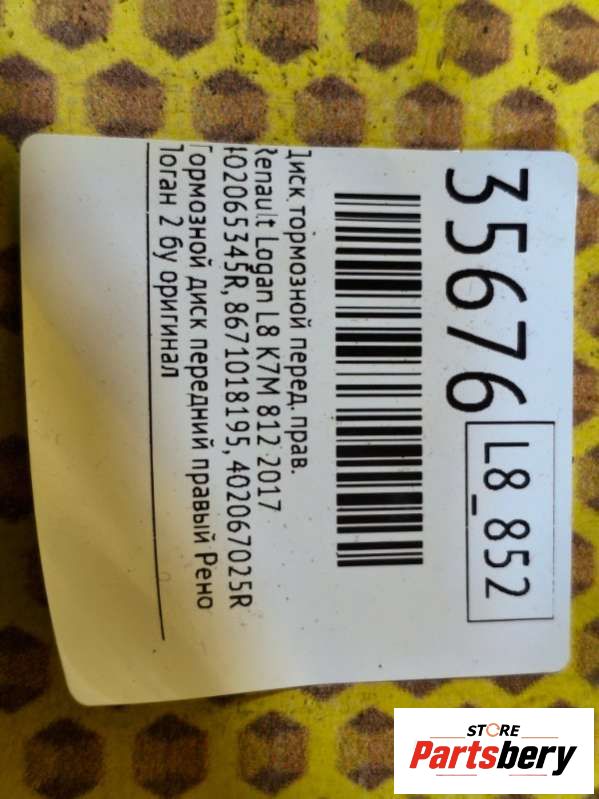 35676
L8_852
Диск тормозной перед. прав.
Renault Logan L8 K7M 812 2017
402065345R, 8671018195, 402067025R
Тормозной диск передний правый Рено
Логан 2 бу оригинал
STORE
Partsbery